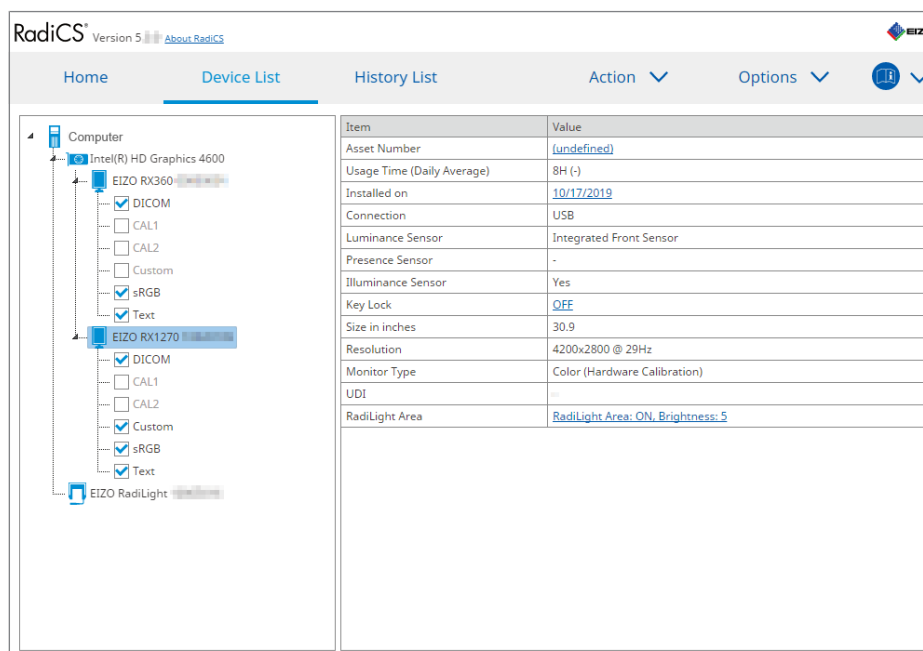 RadiCS® Version 5. About RadiCS EIZ
Home Device List History List Action Options
Computer
Intel(R) HD Graphics 4600
EIZO RX360
DICOM
CAL1
CAL2
Custom
sRGB
Text
EIZO RX1270
DICOM
CAL1
CAL2
Custom
sRGB
Text
EIZO RadiLight
Item Value
Asset Number (undefined)
Usage Time (Daily Average) 8H (-)
Installed on 10/17/2019
Connection USB
Luminance Sensor Integrated Front Sensor
Presence Sensor -
Illuminance Sensor Yes
Key Lock OFF
Size in inches 30.9
Resolution 4200x2800 @ 29Hz
Monitor Type Color (Hardware Calibration)
UDI
RadiLight Area RadiLight Area: ON, Brightness: 5